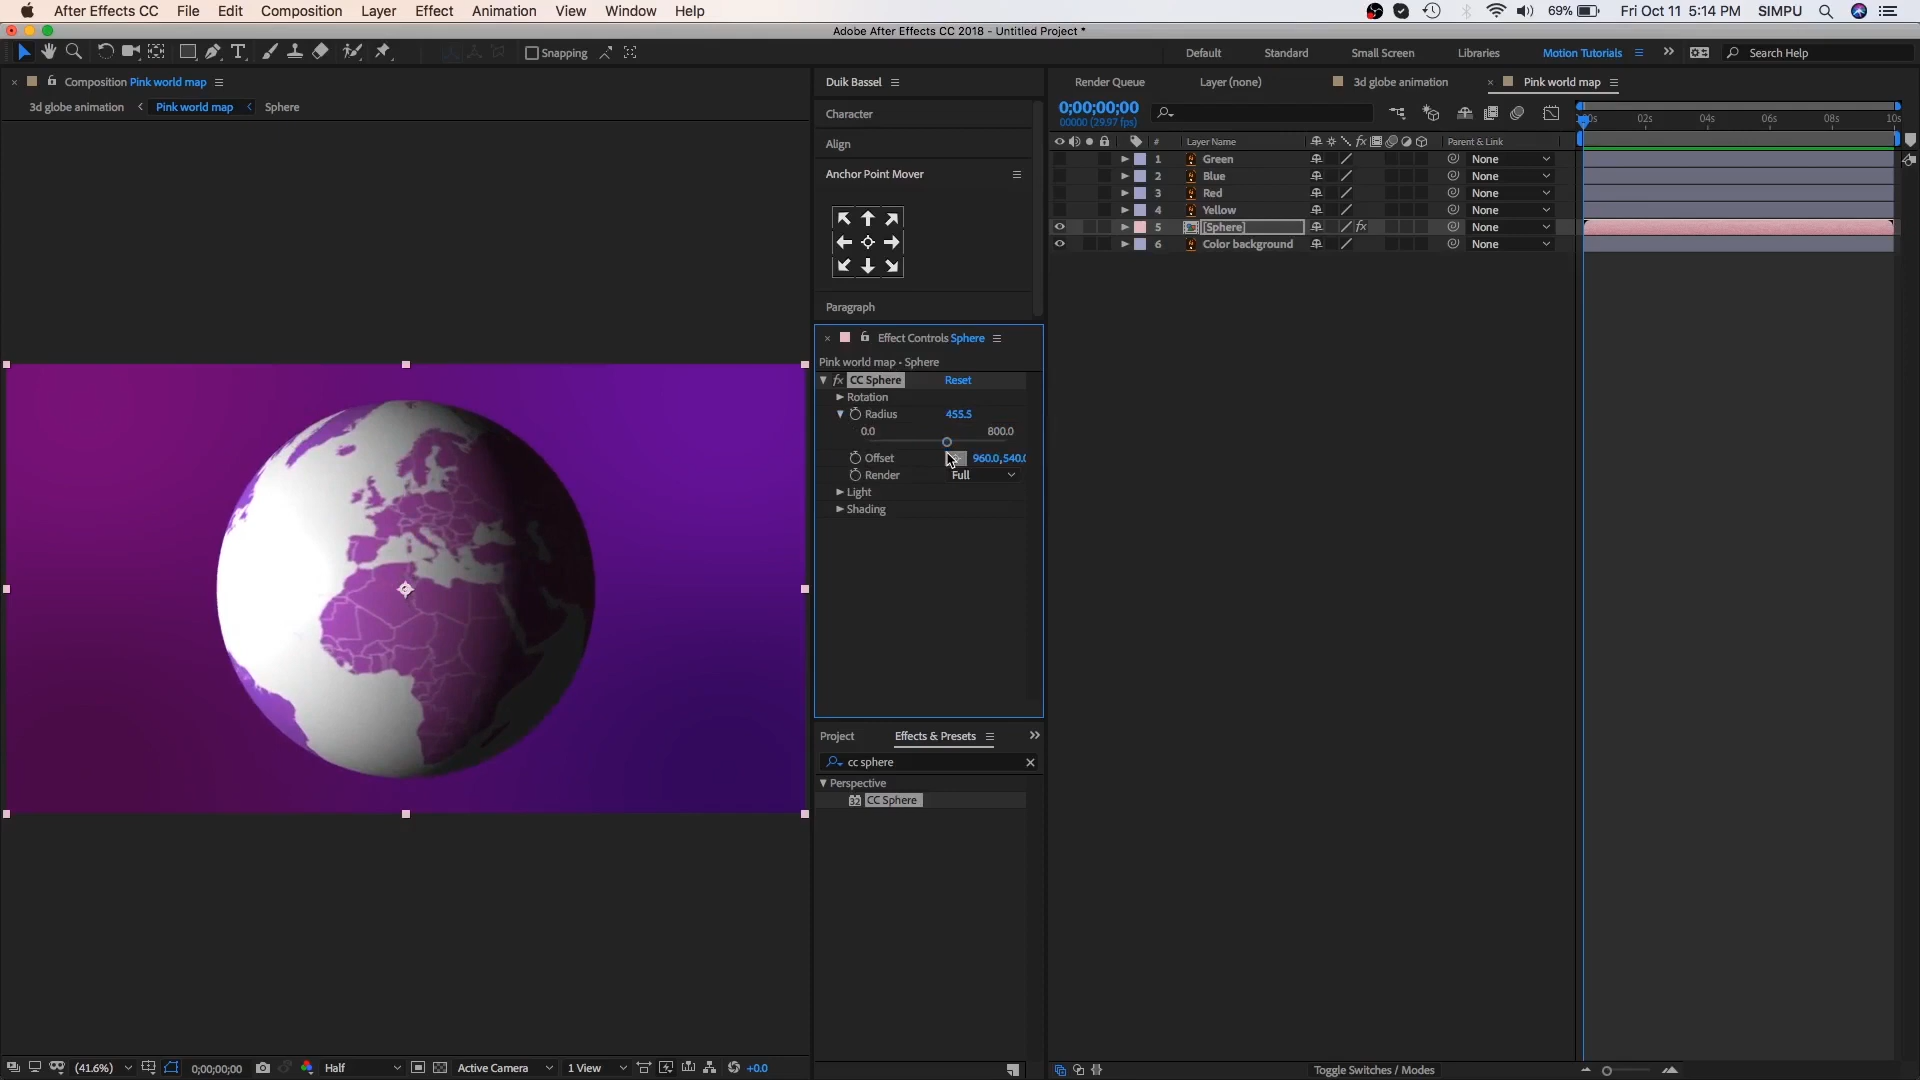 After Effects CC File Edit Composition Layer Effect Animation View Window Help 69% Fri Oct 11 5:14 PM SIMPU
Adobe After Effects CC 2018 - Untitled Project *
Snapping Default Standard Small Screen Libraries Motion Tutorials Search Help
Composition Pink world map
3d globe animation Pink world map Sphere
Duik Bassel
Character
Align
Anchor Point Mover
Paragraph
Effect Controls Sphere
Pink world map - Sphere
fx CC Sphere Reset
Rotation
Radius 455.5
0.0 800.0
Offset 960.0,540.0
Render Full
Light
Shading
Project Effects & Presets
cc sphere
Perspective
32 CC Sphere
Render Queue Layer (none) 3d globe animation Pink world map
0;00;00;00
00000 (29.97 fps)
02s 04s 06s 08s 10s
# Layer Name fx Parent & Link
1 Green None
2 Blue None
3 Red None
4 Yellow None
5 [Sphere] fx None
6 Color background None
(41.6%) 0;00;00;00 Half Active Camera 1 View +0.0
Toggle Switches / Modes